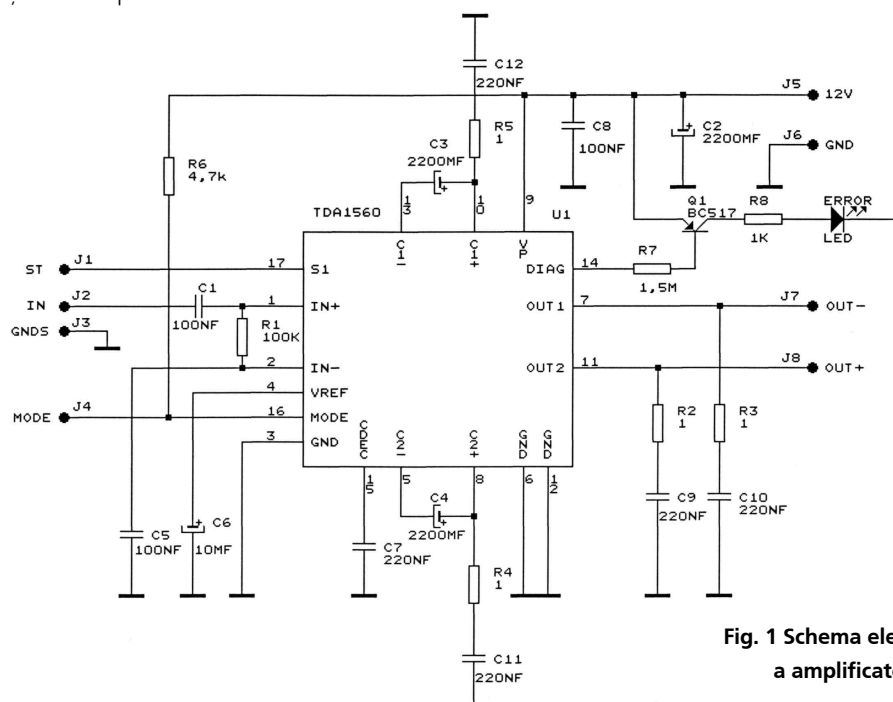 C12
220NF
J5
12V
R5
1
C8
100NF
C2
2200MF
J6
GND
C3
2200MF
R6
4,7k
13
10
9
Q1
BC517
R8
1K
ERROR
LED
TDA1560
U1
C1-
C1+
VP
ST
J1
17
S1
DIAG
14
R7
1,5M
IN
J2
C1
100NF
1
IN+
OUT1
7
J7
OUT-
GNDS
J3
R1
100K
2
IN-
OUT2
11
J8
OUT+
4
VREF
MODE
J4
16
MODE
3
GND
CDEC
C2-
C2+
GND
GND
R2
1
R3
1
15
5
8
6
12
C4
2200MF
C9
220NF
C10
220NF
C5
100NF
C6
10MF
C7
220NF
R4
1
C11
220NF
Fig. 1 Schema ele
a amplificat